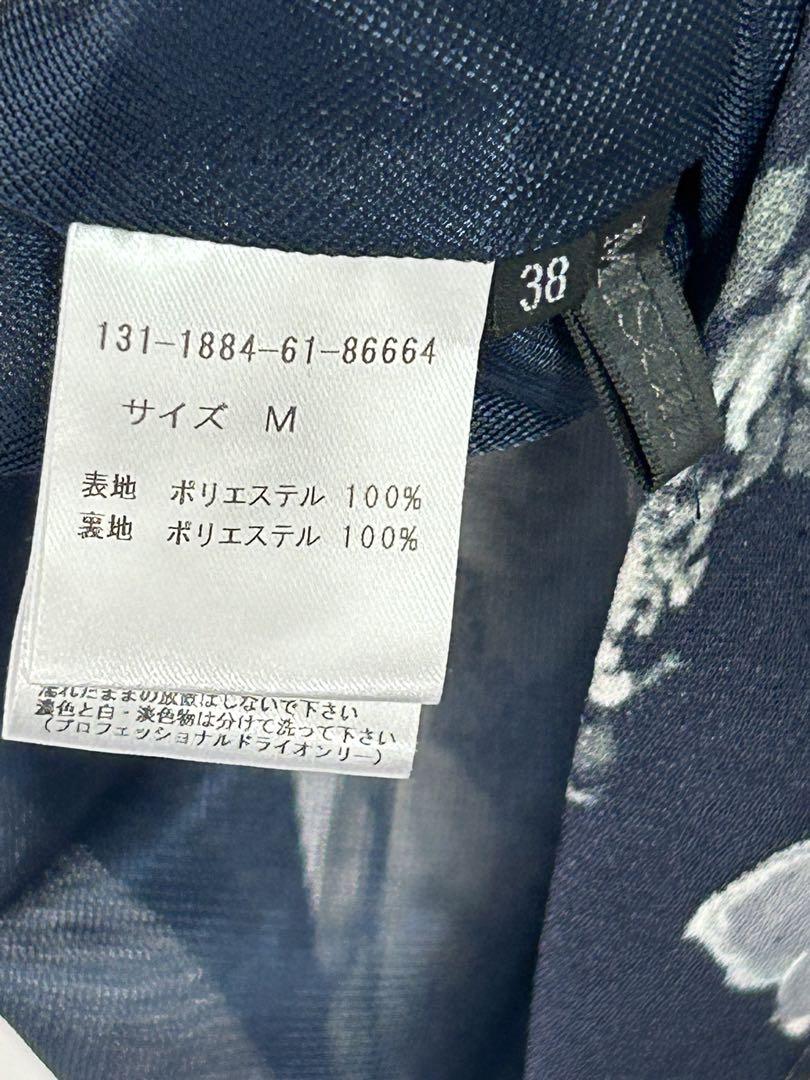 131-1884-61-86664
サイズ M
表地 ポリエステル 100%
裏地 ポリエステル 100%
濡れたままの放置はしないで下さい
濃色と白・淡色物は分けて洗って下さい
(プロフェッショナルドライオンリー)
38